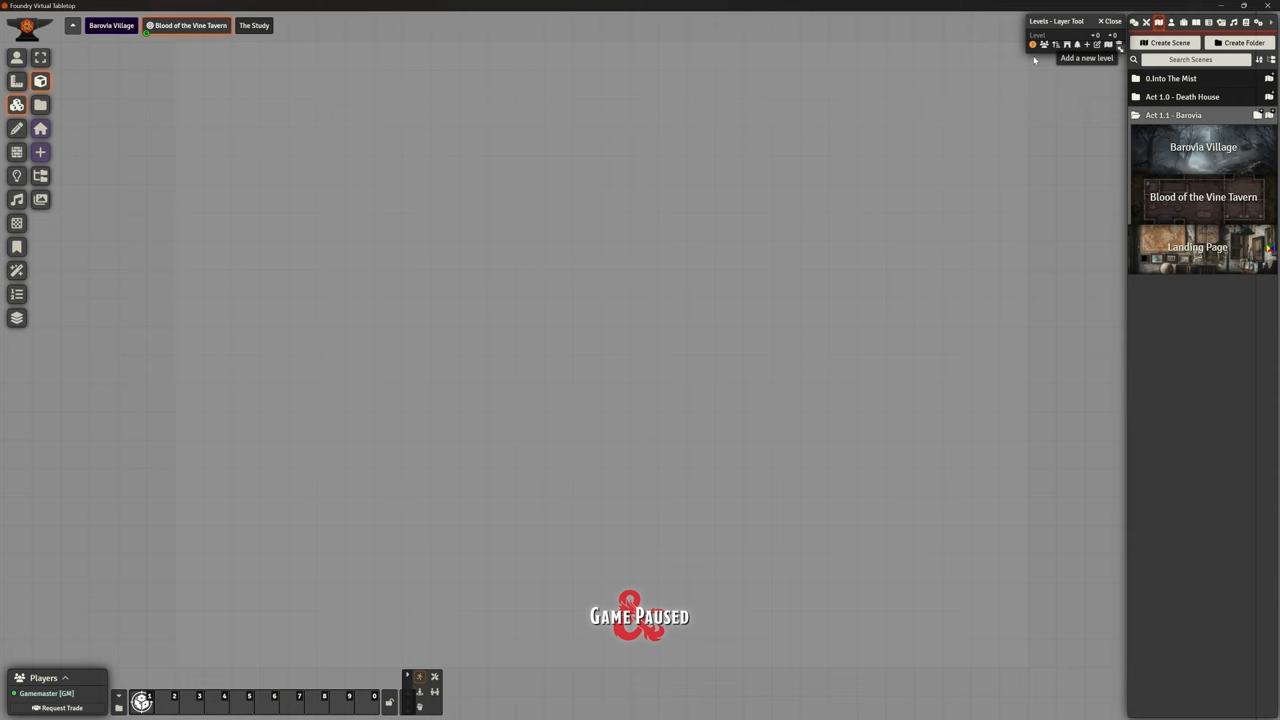 Foundry Virtual Tabletop
Barovia Village
Blood of the Vine Tavern
The Study
Levels - Layer Tool
Close
Level
0
0
Add a new level
Create Scene
Create Folder
Search Scenes
0.Into The Mist
Act 1.0 - Death House
Act 1.1 - Barovia
Barovia Village
Blood of the Vine Tavern
Landing Page
Game Paused
Players
Gamemaster [GM]
Request Trade
1 2 3 4 5 6 7 8 9 0